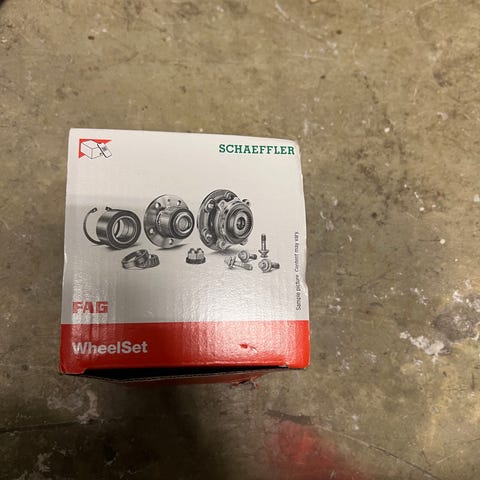 SCHAEFFLER
Sample picture. Content may vary.
FAG
WheelSet